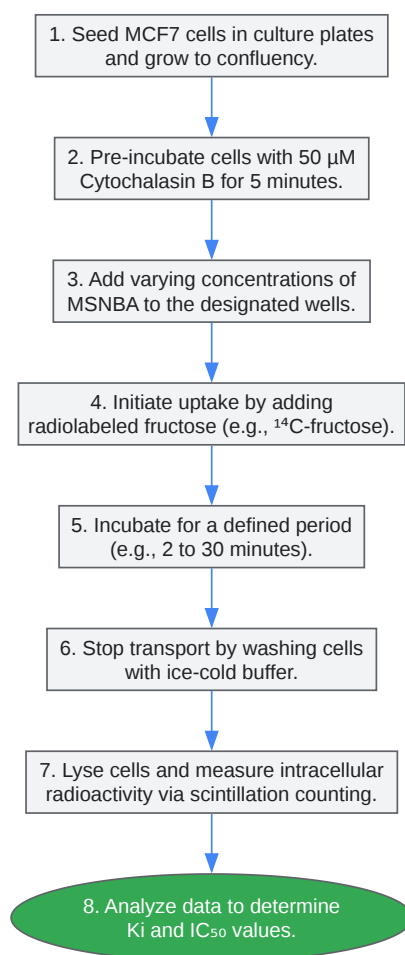 1. Seed MCF7 cells in culture plates
and grow to confluency.
2. Pre-incubate cells with 50 µM
Cytochalasin B for 5 minutes.
3. Add varying concentrations of
MSNBA to the designated wells.
4. Initiate uptake by adding
radiolabeled fructose (e.g., ¹⁴C-fructose).
5. Incubate for a defined period
(e.g., 2 to 30 minutes).
6. Stop transport by washing cells
with ice-cold buffer.
7. Lyse cells and measure intracellular
radioactivity via scintillation counting.
8. Analyze data to determine
Ki and IC₅₀ values.